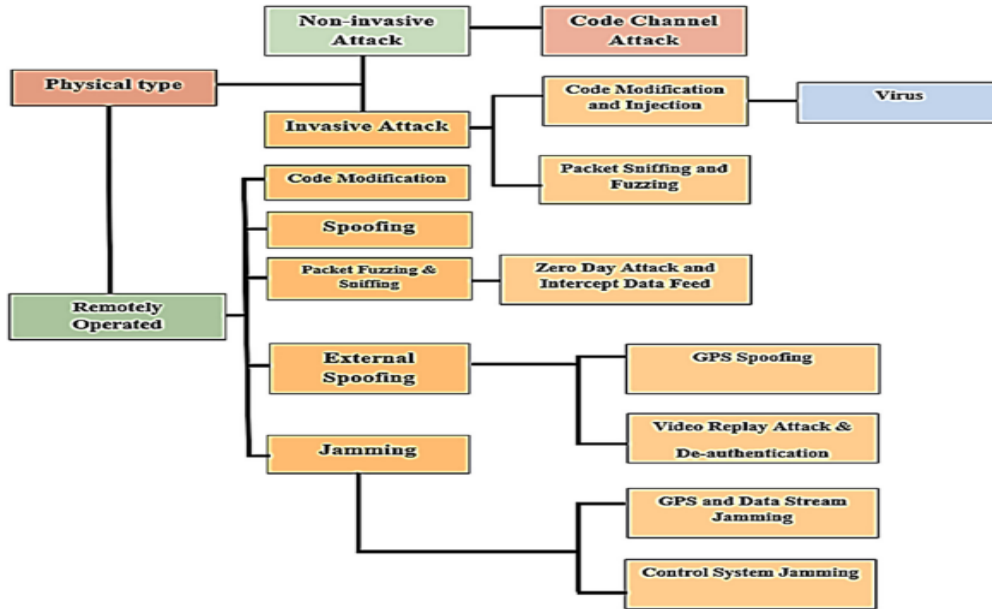 Non-invasive
Attack
Code Channel
Attack
Physical type
Code Modification
and Injection
Virus
Invasive Attack
Packet Sniffing and
Fuzzing
Code Modification
Spoofing
Packet Fuzzing &
Sniffing
Zero Day Attack and
Intercept Data Feed
Remotely
Operated
External
Spoofing
GPS Spoofing
Video Replay Attack &
De-authentication
Jamming
GPS and Data Stream
Jamming
Control System Jamming